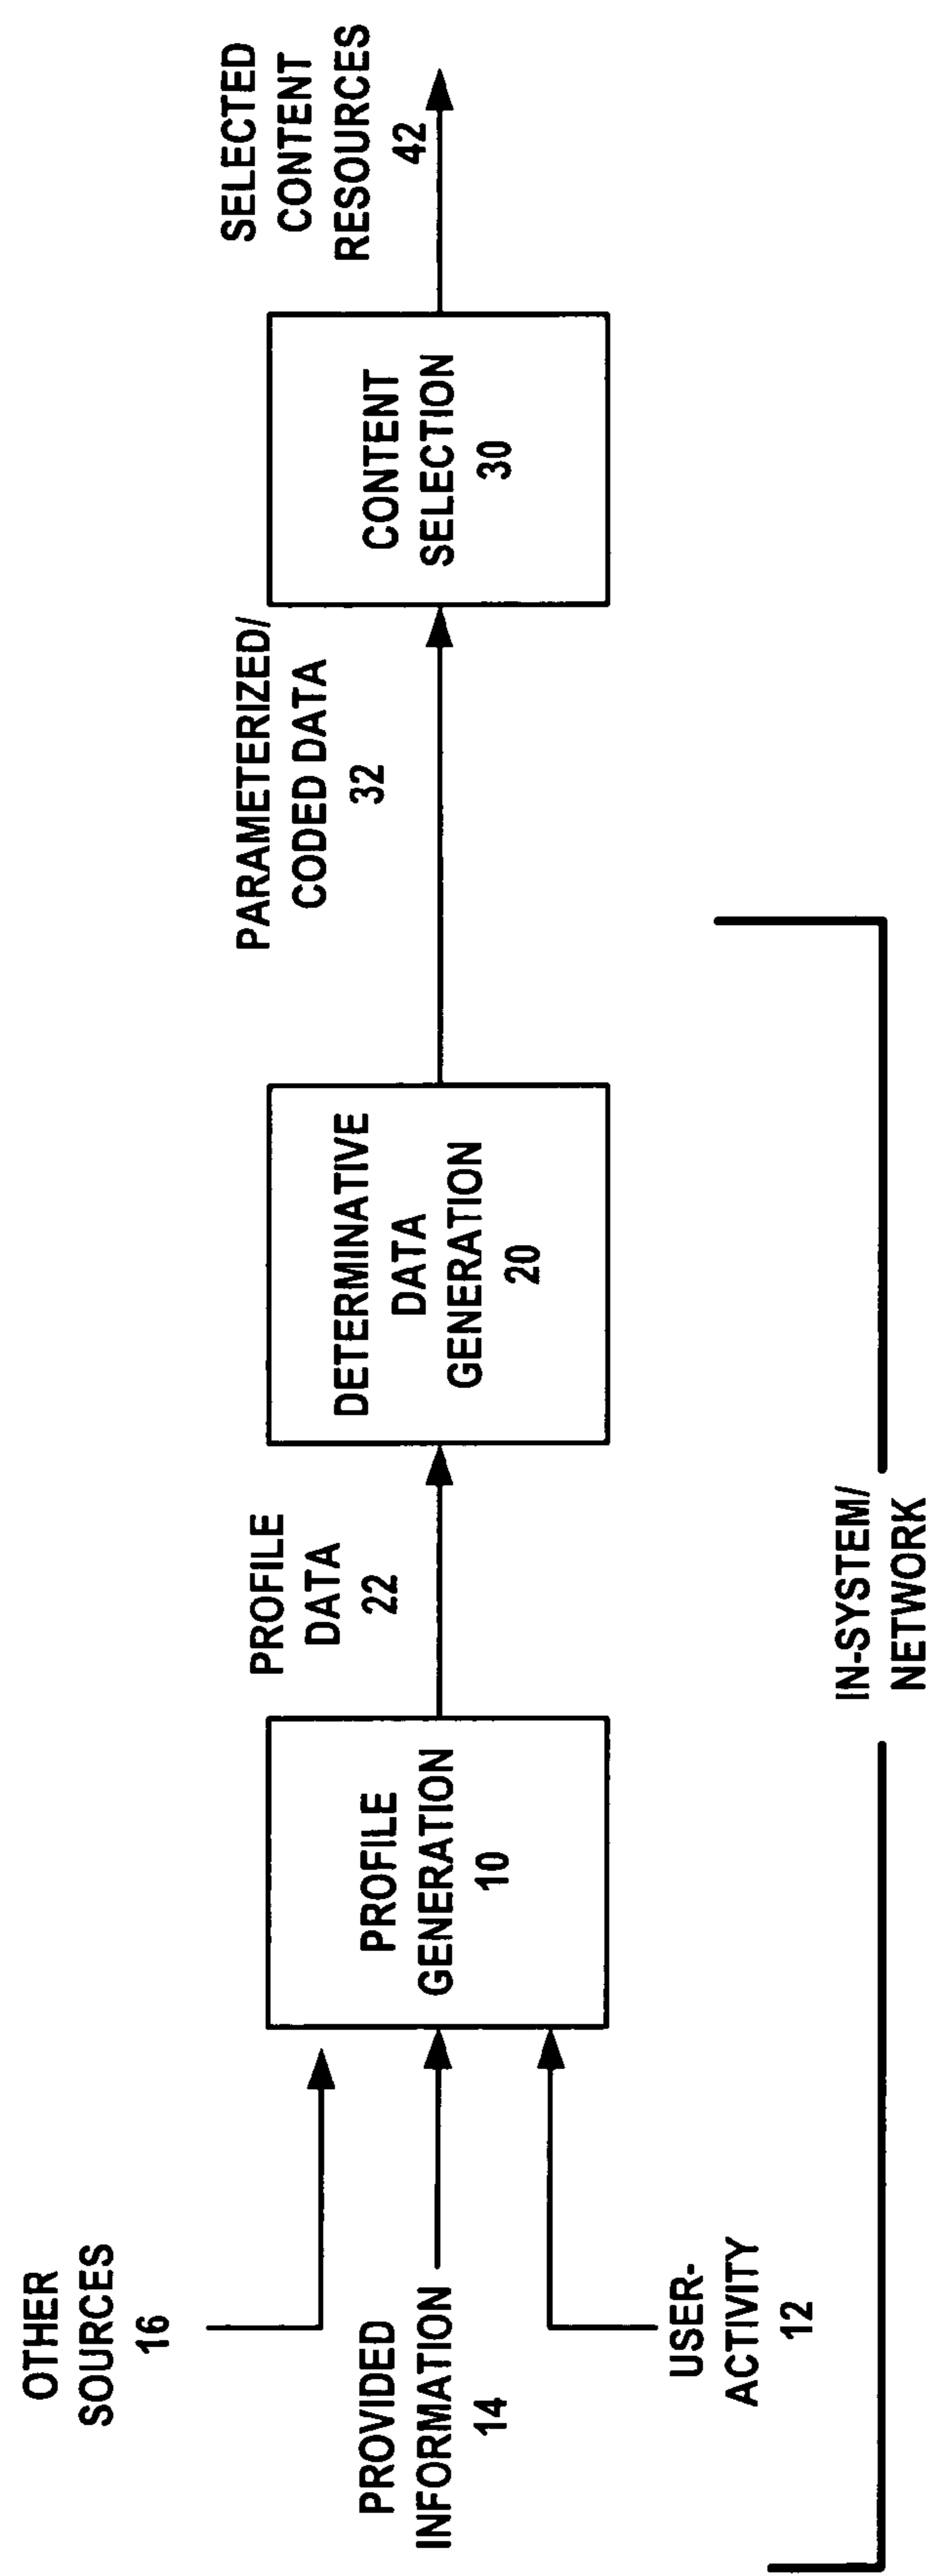 OTHER
SOURCES
16
PROVIDED
INFORMATION
14
USER-
ACTIVITY
12
PROFILE
GENERATION
10
PROFILE
DATA
22
DETERMINATIVE
DATA
GENERATION
20
PARAMETERIZED/
CODED DATA
32
CONTENT
SELECTION
30
SELECTED
CONTENT
RESOURCES
42
IN-SYSTEM/
NETWORK